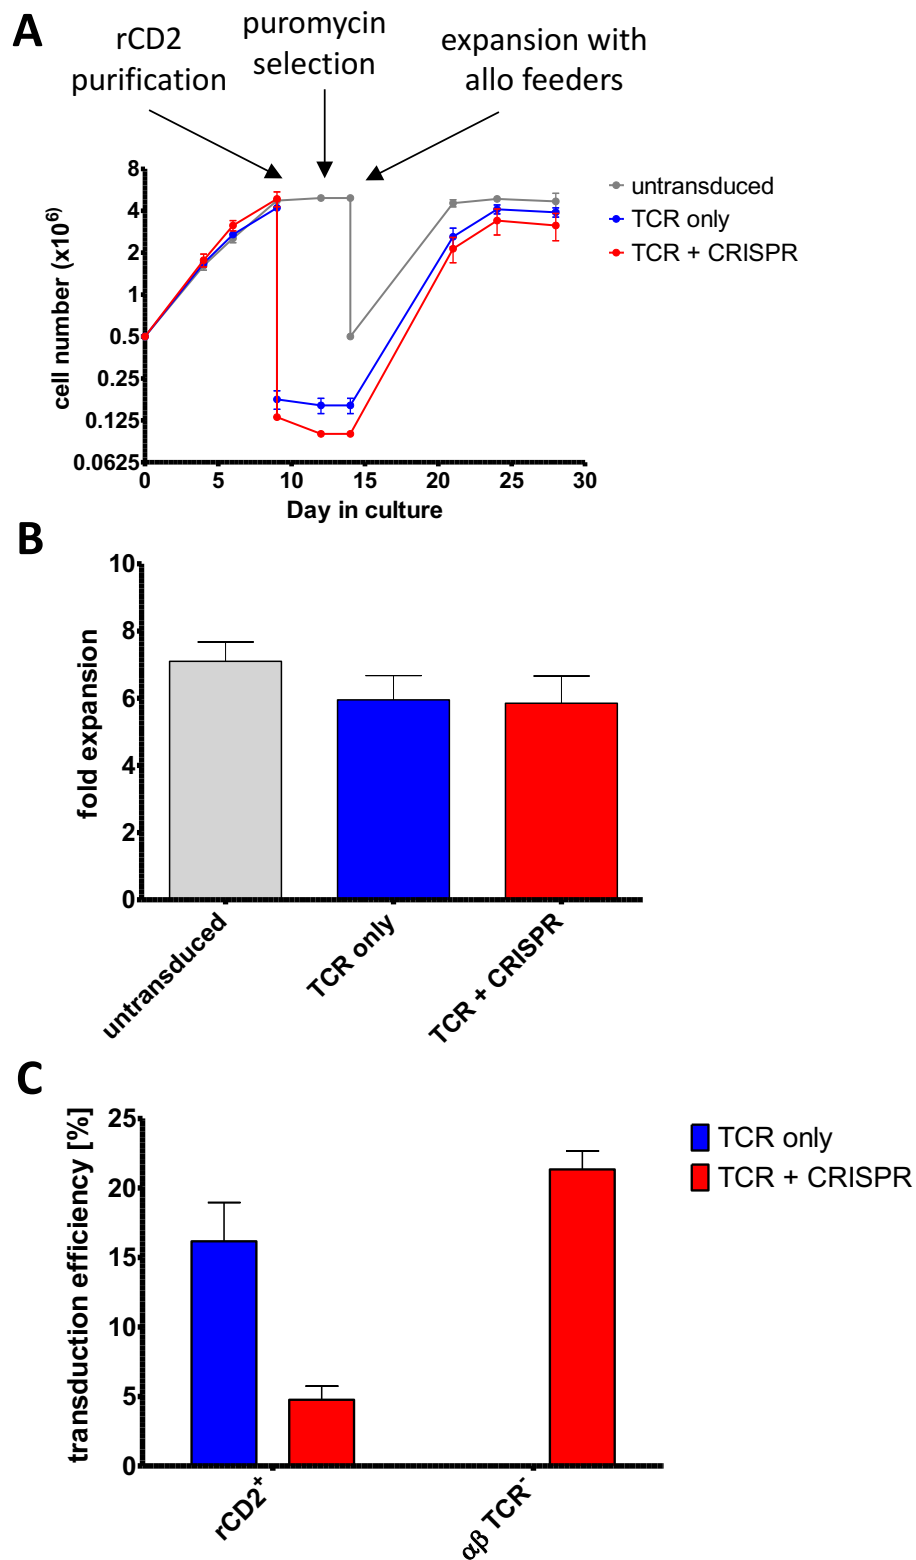 A
rCD2
purification
puromycin
selection
expansion with
allo feeders
8
4
2
1
0.5
0.25
0.125
0.0625
cell number (x10⁶)
0 5 10 15 20 25 30
Day in culture
untransduced
TCR only
TCR + CRISPR
B
10
8
6
4
2
0
fold expansion
untransduced
TCR only
TCR + CRISPR
C
25
20
15
10
5
0
transduction efficiency [%]
rCD2⁺
αβ TCR⁻
TCR only
TCR + CRISPR